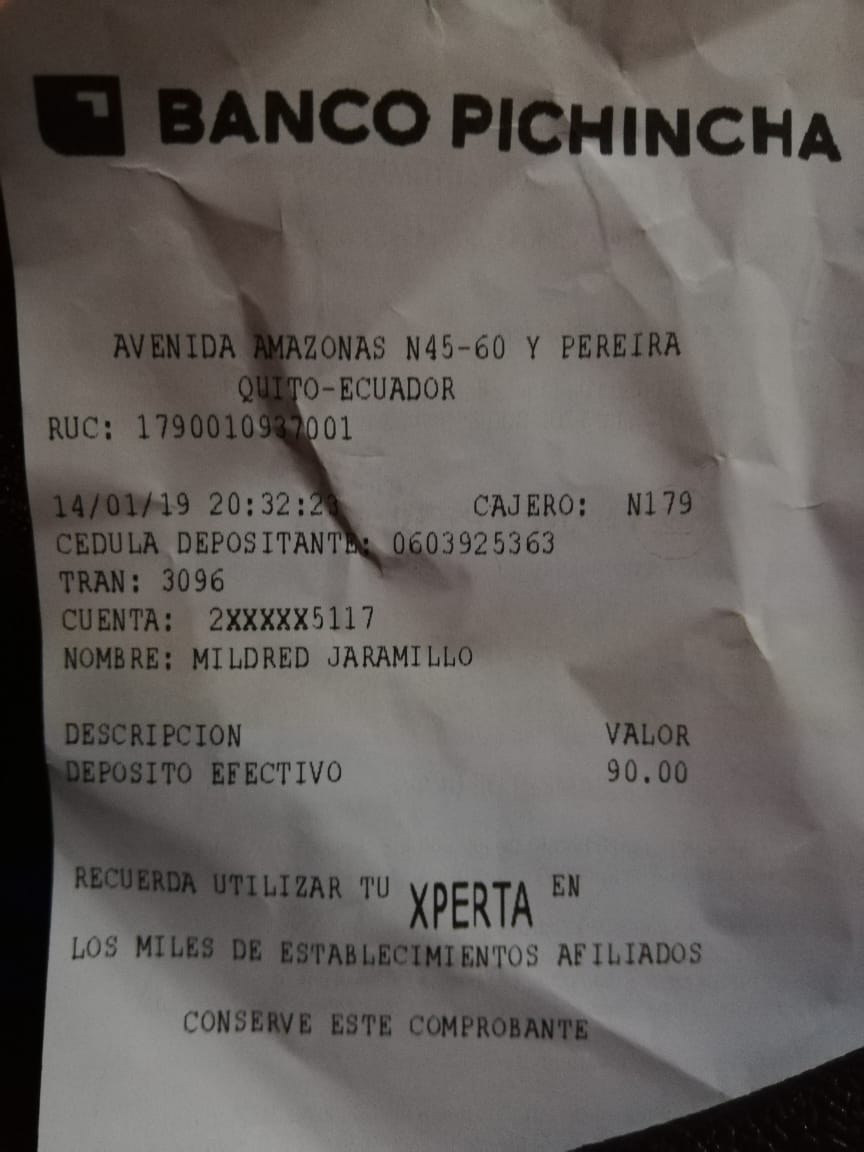 BANCO PICHINCHA
AVENIDA AMAZONAS N45-60 Y PEREIRA
QUITO-ECUADOR
RUC: 1790010937001
14/01/19 20:32:23 CAJERO: N179
CEDULA DEPOSITANTE: 0603925363
TRAN: 3096
CUENTA: 2XXXXX5117
NOMBRE: MILDRED JARAMILLO
DESCRIPCION VALOR
DEPOSITO EFECTIVO 90.00
RECUERDA UTILIZAR TU XPERTA EN
LOS MILES DE ESTABLECIMIENTOS AFILIADOS
CONSERVE ESTE COMPROBANTE